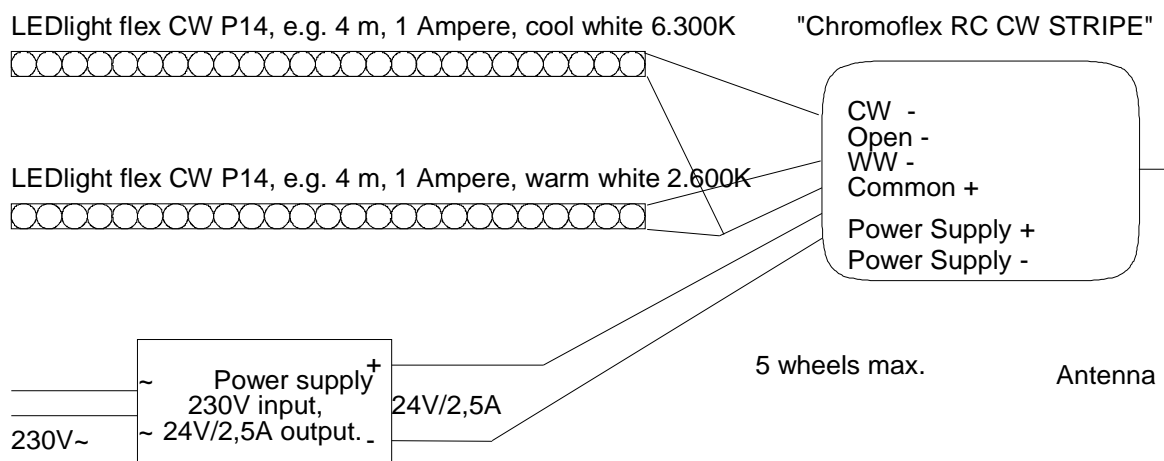 LEDlight flex CW P14, e.g. 4 m, 1 Ampere, cool white 6.300K
"Chromoflex RC CW STRIPE"
CW -
Open -
WW -
Common +
Power Supply +
Power Supply -
LEDlight flex CW P14, e.g. 4 m, 1 Ampere, warm white 2.600K
5 wheels max.
Antenna
+
~ Power supply
230V input,
24V/2,5A
230V~
~ 24V/2,5A output. -